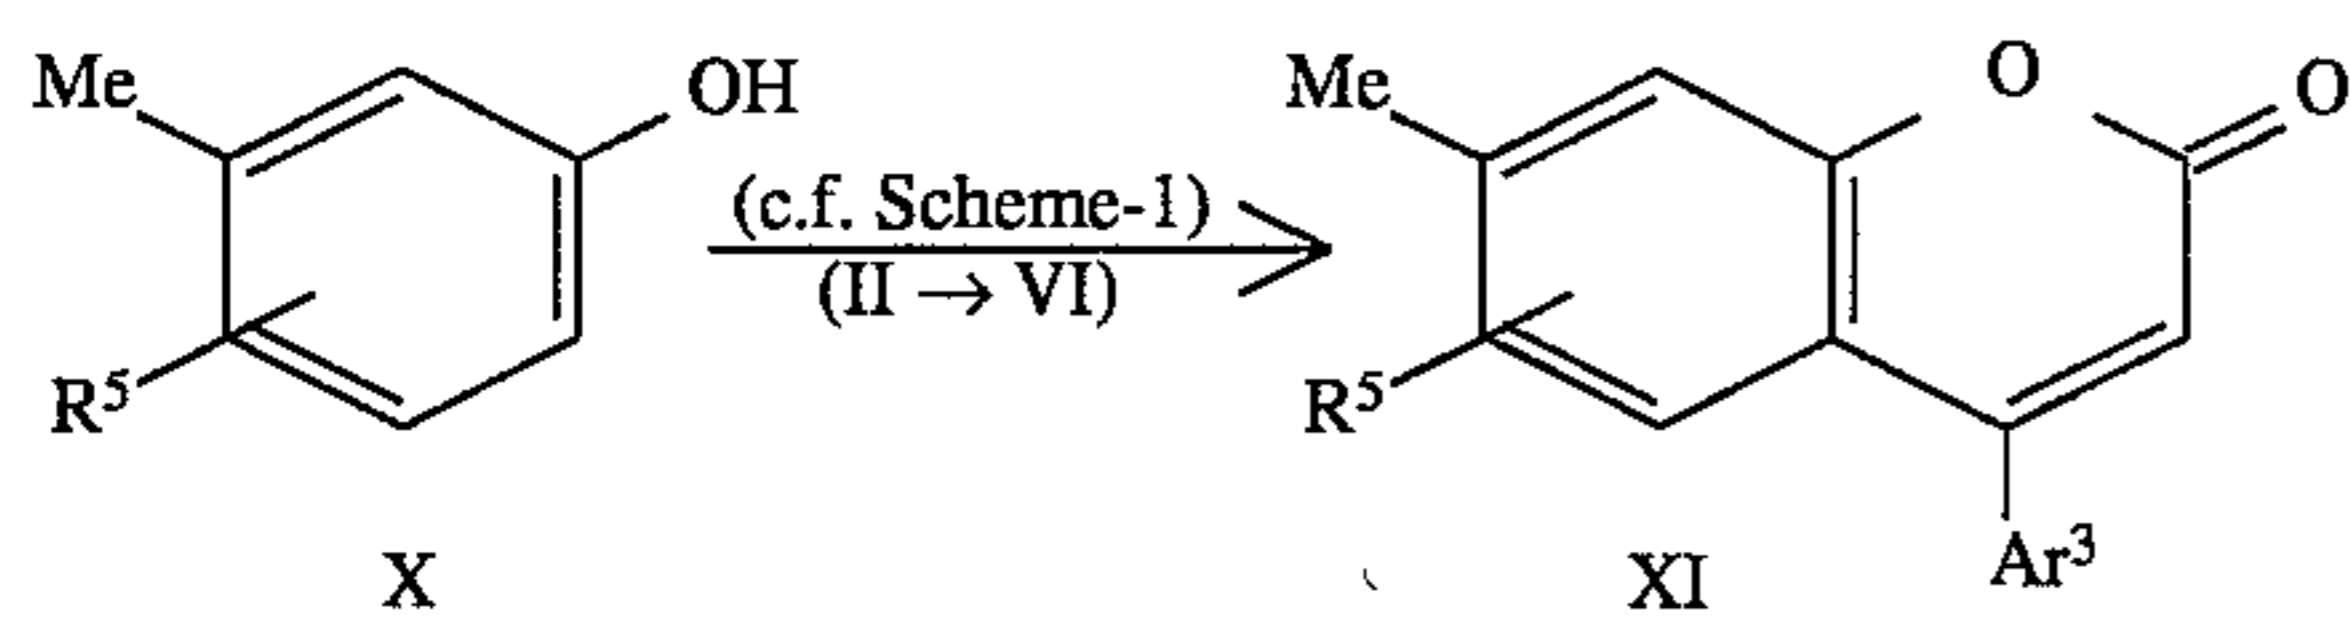 Me
OH
R⁵
X
(c.f. Scheme-1)
(II → VI)
Me
O
O
R⁵
Ar³
XI